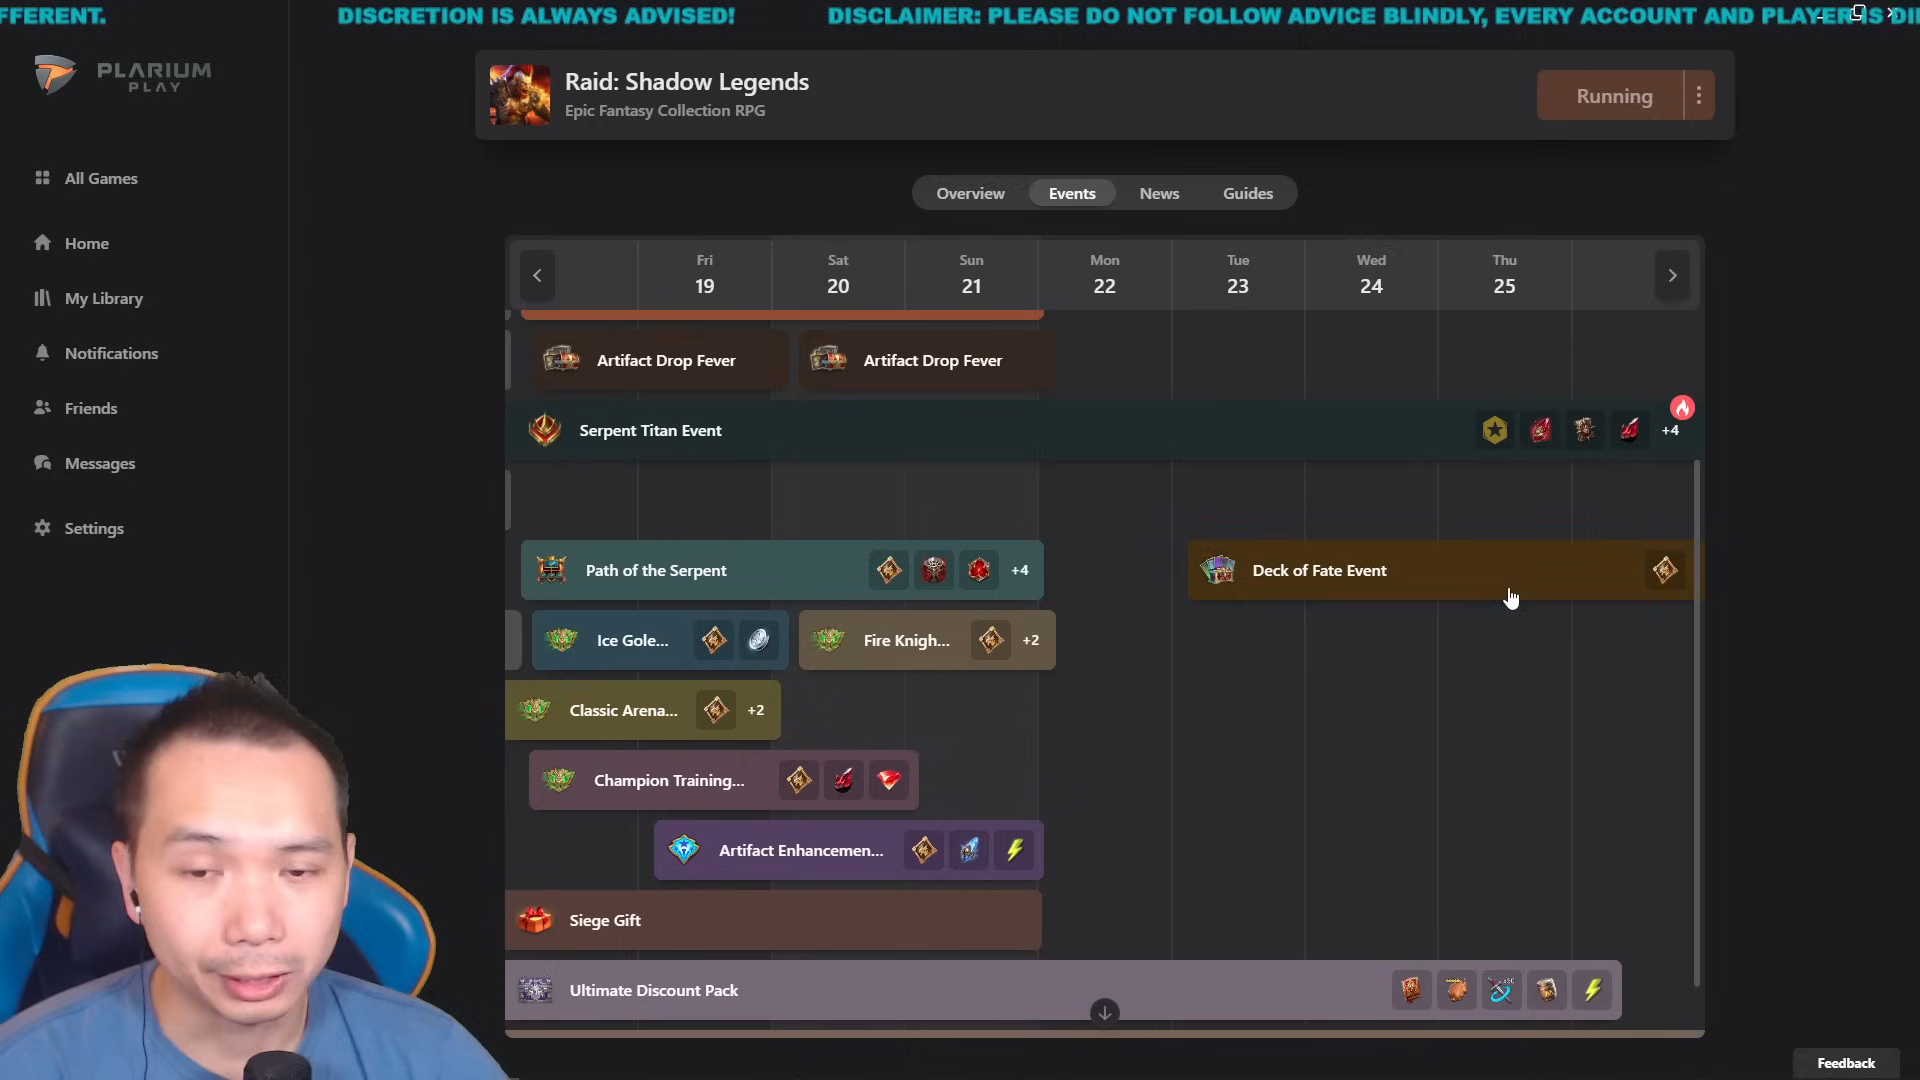 FFERENT.
DISCRETION IS ALWAYS ADVISED!
DISCLAIMER: PLEASE DO NOT FOLLOW ADVICE BLINDLY, EVERY ACCOUNT AND PLAYER IS DI
PLARIUM
PLAY
Raid: Shadow Legends
Epic Fantasy Collection RPG
Running
All Games
Home
My Library
Notifications
Friends
Messages
Settings
Overview
Events
News
Guides
Fri
19
Sat
20
Sun
21
Mon
22
Tue
23
Wed
24
Thu
25
Artifact Drop Fever
Artifact Drop Fever
Serpent Titan Event
+4
Path of the Serpent
+4
Deck of Fate Event
Ice Gole...
Fire Knigh...
+2
Classic Arena...
+2
Champion Training...
Artifact Enhancemen...
Siege Gift
Ultimate Discount Pack
Feedback